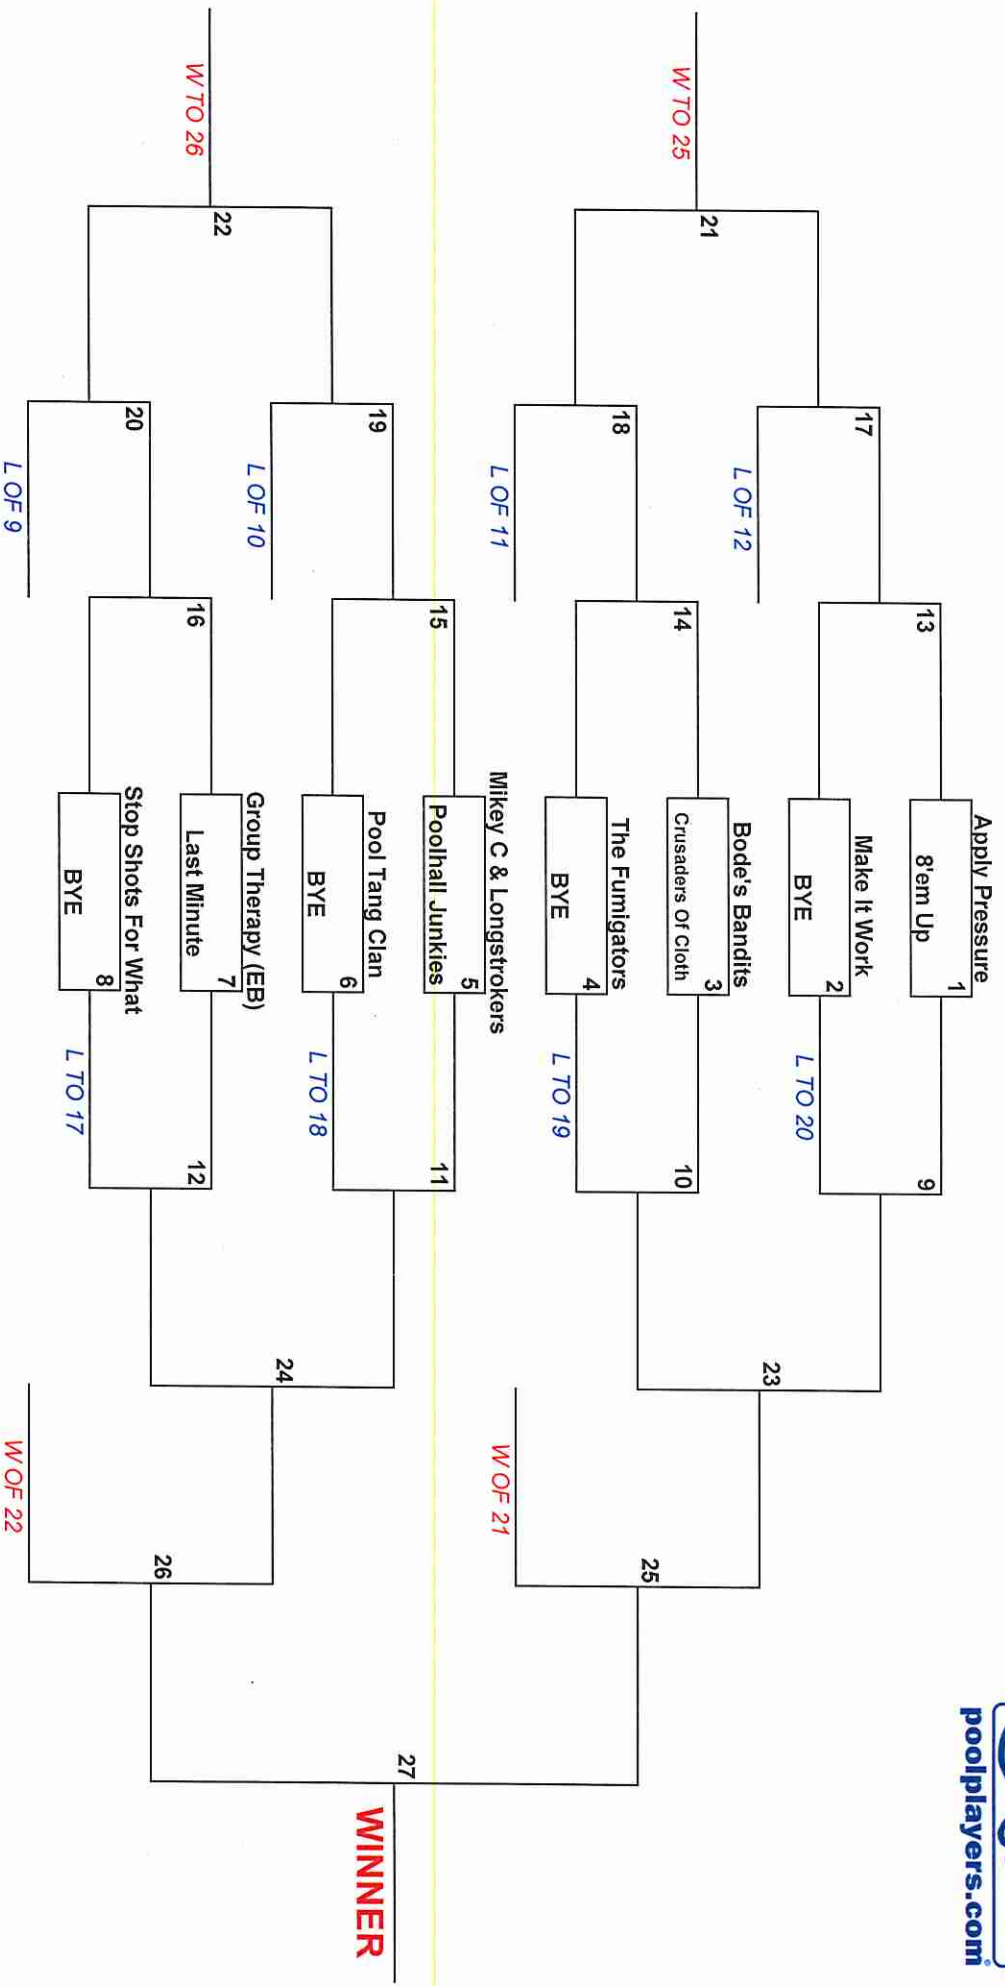 poolplayers.com
Apply Pressure
8'em Up
1
Make It Work
BYE
2
Bode's Bandits
Crusaders Of Cloth
3
The Fumigators
BYE
4
Mikey C & Longstrokers
Poolhall Junkies
5
Pool Tang Clan
BYE
6
Group Therapy (EB)
Last Minute
7
Stop Shots For What
BYE
8
13
14
15
16
17
L OF 12
18
L OF 11
19
L OF 10
20
L OF 9
21
W TO 25
22
W TO 26
9
L TO 20
10
L TO 19
11
L TO 18
12
L TO 17
23
24
W OF 21
25
W OF 22
26
27
WINNER